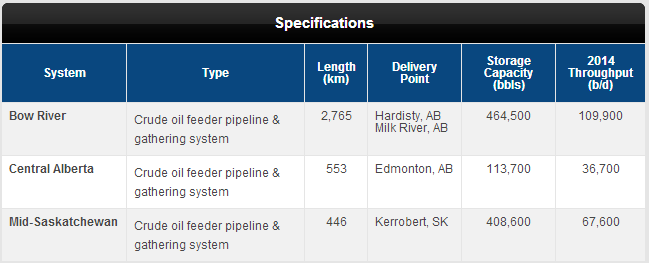 Specifications
System Type Length (km) Delivery Point Storage Capacity (bbls) 2014 Throughput (b/d)
Bow River Crude oil feeder pipeline & gathering system 2,765 Hardisty, AB Milk River, AB 464,500 109,900
Central Alberta Crude oil feeder pipeline & gathering system 553 Edmonton, AB 113,700 36,700
Mid-Saskatchewan Crude oil feeder pipeline & gathering system 446 Kerrobert, SK 408,600 67,600